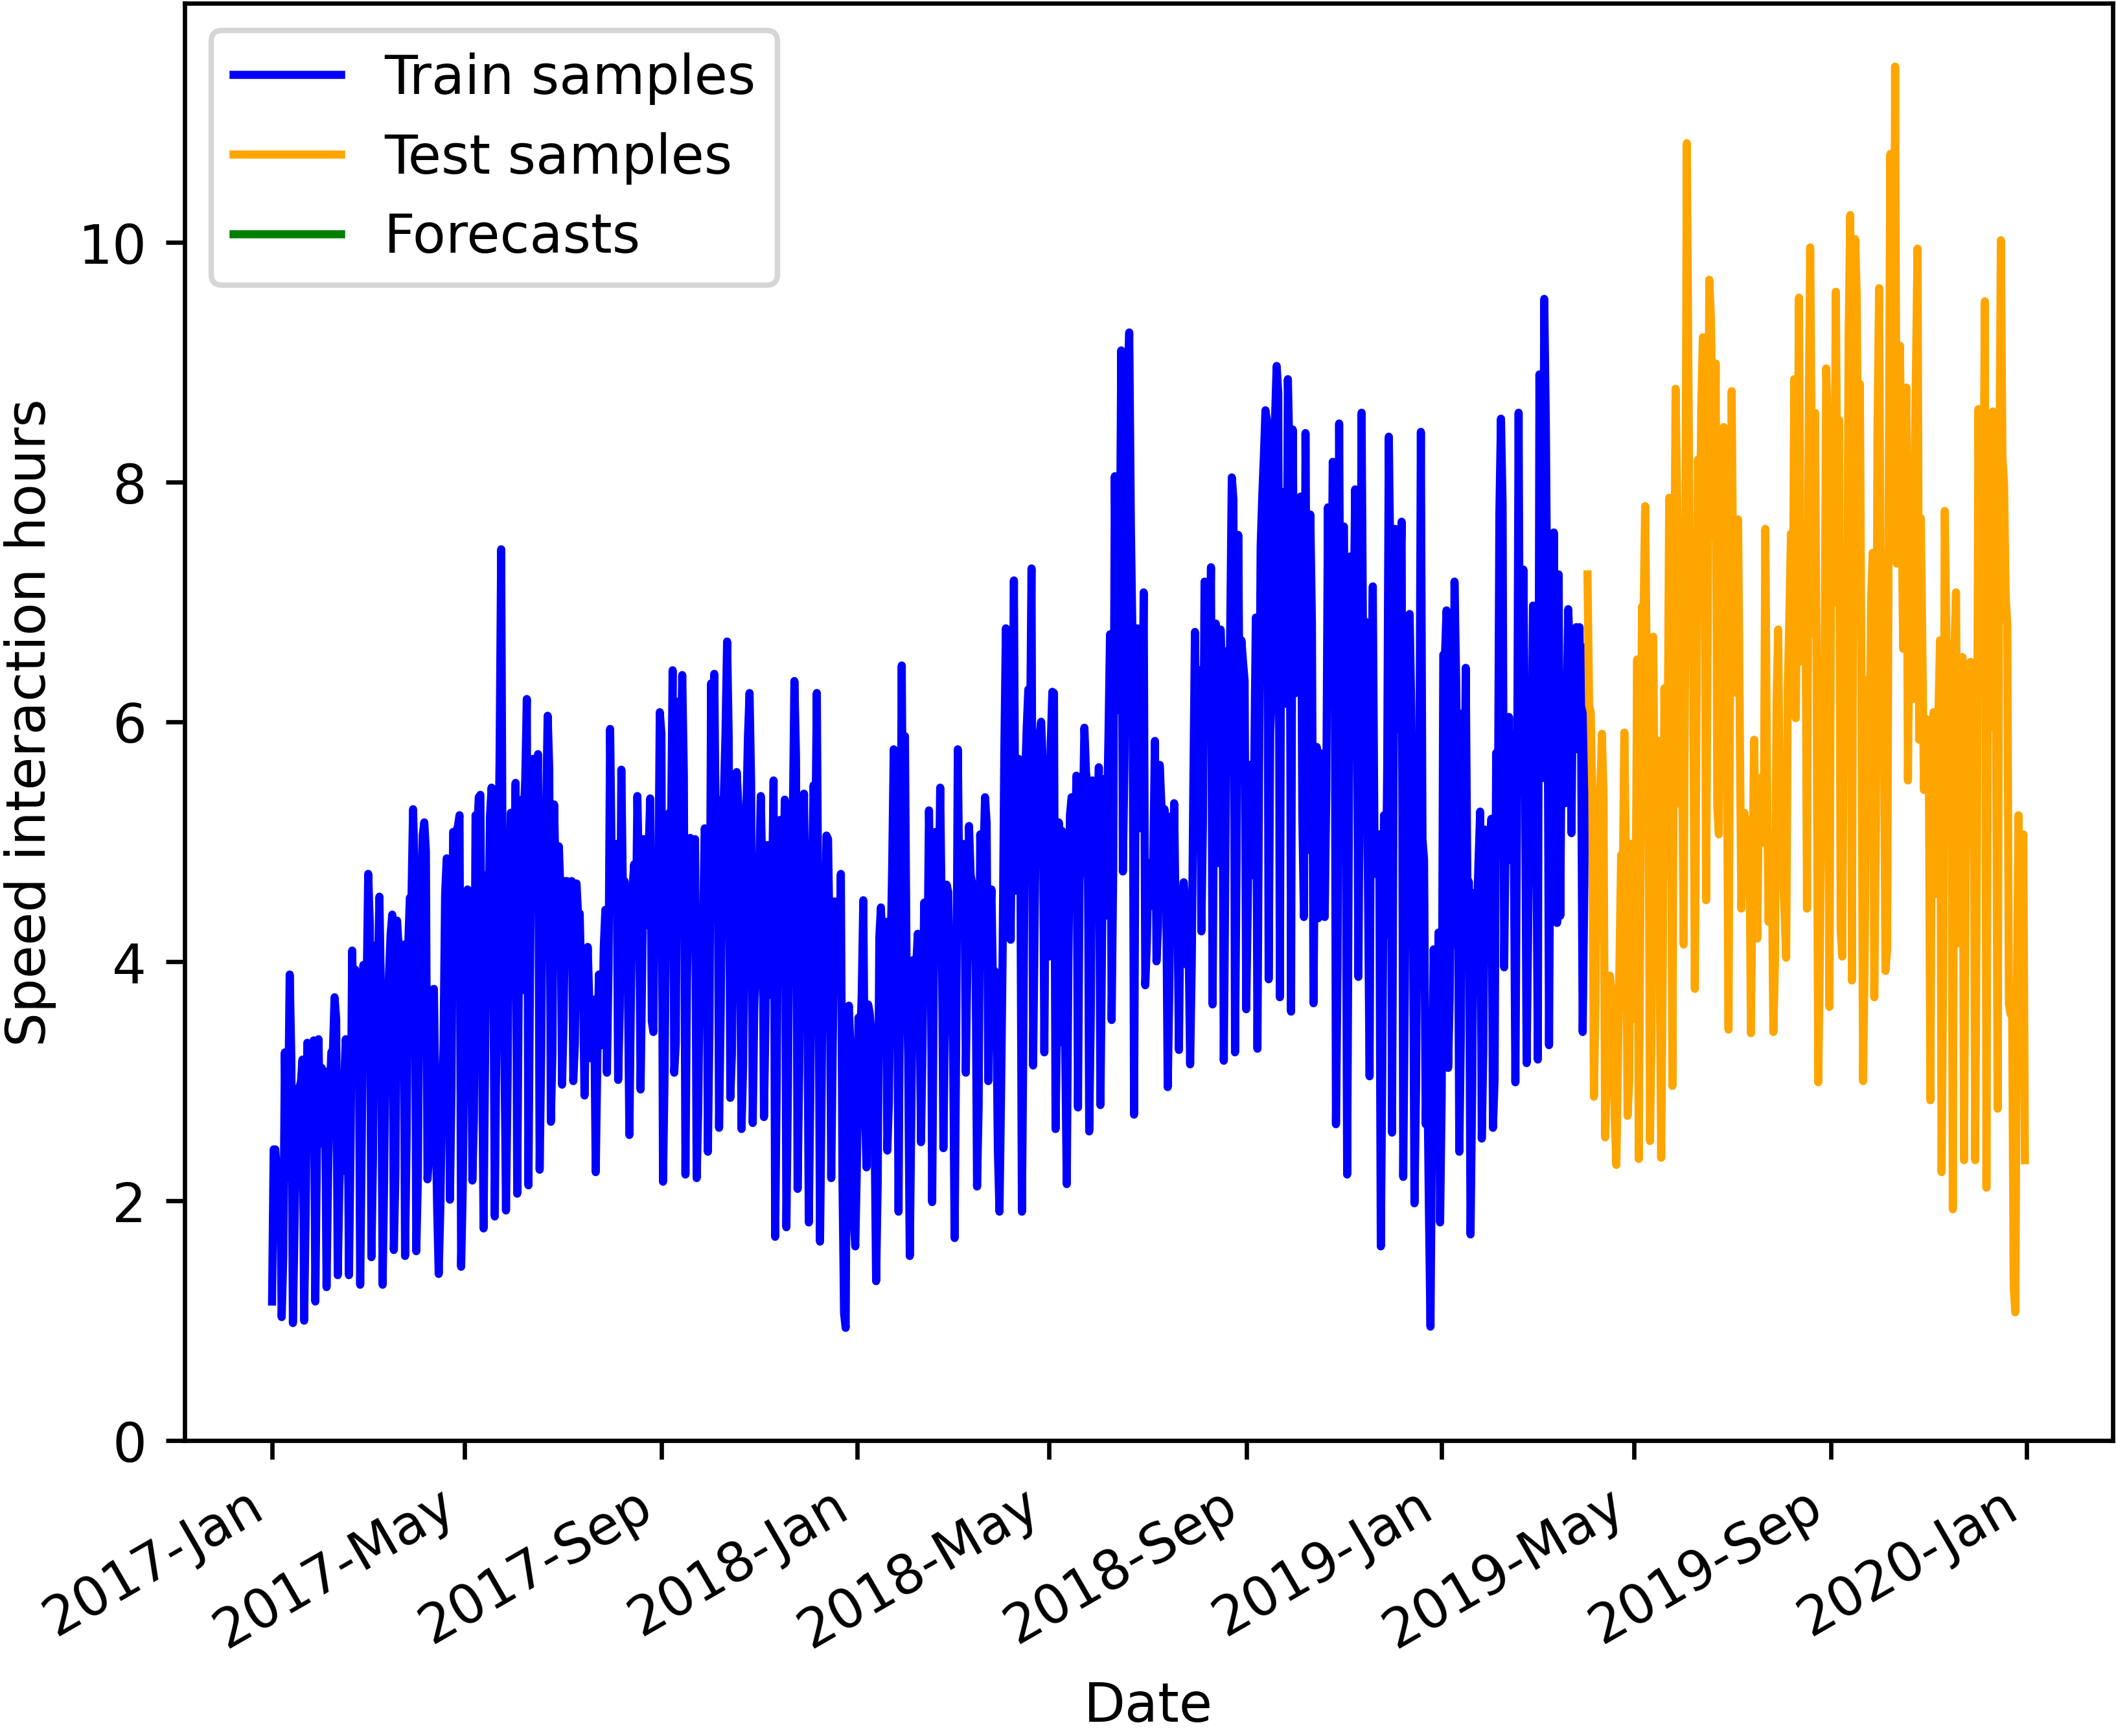 Train samples
Test samples
Forecasts
Speed interaction hours
10
8
6
4
2
0
2017-Jan
2017-May
2017-Sep
2018-Jan
2018-May
2018-Sep
2019-Jan
2019-May
2019-Sep
2020-Jan
Date